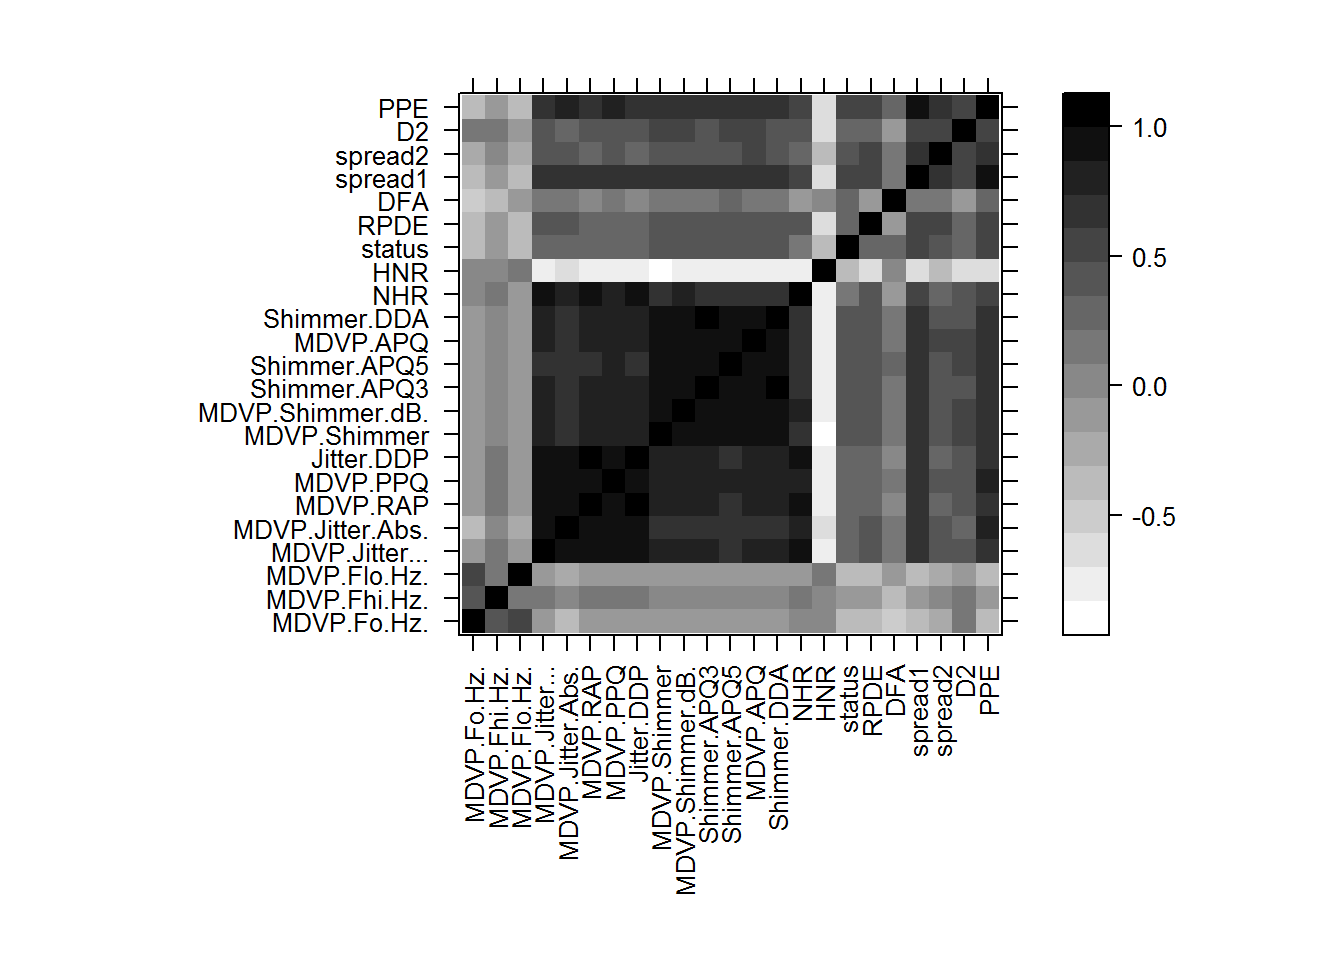 PPE
D2
spread2
spread1
DFA
RPDE
status
HNR
NHR
Shimmer.DDA
MDVP.APQ
Shimmer.APQ5
Shimmer.APQ3
MDVP.Shimmer.dB.
MDVP.Shimmer
Jitter.DDP
MDVP.PPQ
MDVP.RAP
MDVP.Jitter.Abs.
MDVP.Jitter...
MDVP.Flo.Hz.
MDVP.Fhi.Hz.
MDVP.Fo.Hz.
MDVP.Fo.Hz.
MDVP.Fhi.Hz.
MDVP.Flo.Hz.
MDVP.Jitter...
MDVP.Jitter.Abs.
MDVP.RAP
MDVP.PPQ
Jitter.DDP
MDVP.Shimmer
MDVP.Shimmer.dB.
Shimmer.APQ3
Shimmer.APQ5
MDVP.APQ
Shimmer.DDA
NHR
HNR
status
RPDE
DFA
spread1
spread2
D2
PPE
1.0
0.5
0.0
-0.5